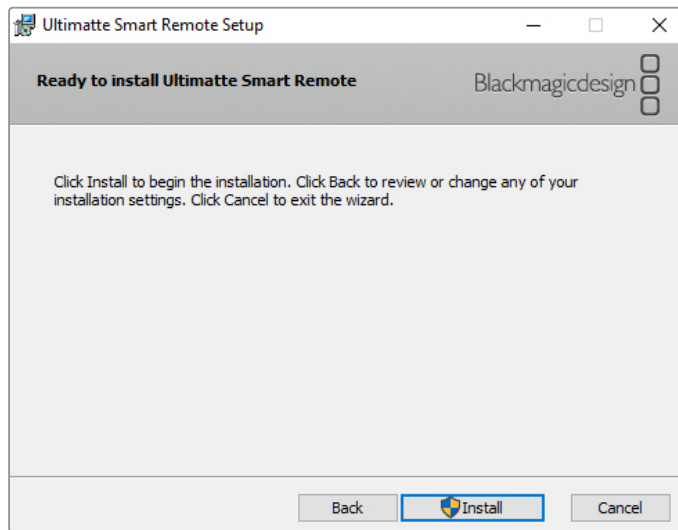 Ultimatte Smart Remote Setup
Ready to install Ultimatte Smart Remote
Blackmagicdesign
Click Install to begin the installation. Click Back to review or change any of your
installation settings. Click Cancel to exit the wizard.
Back
Install
Cancel